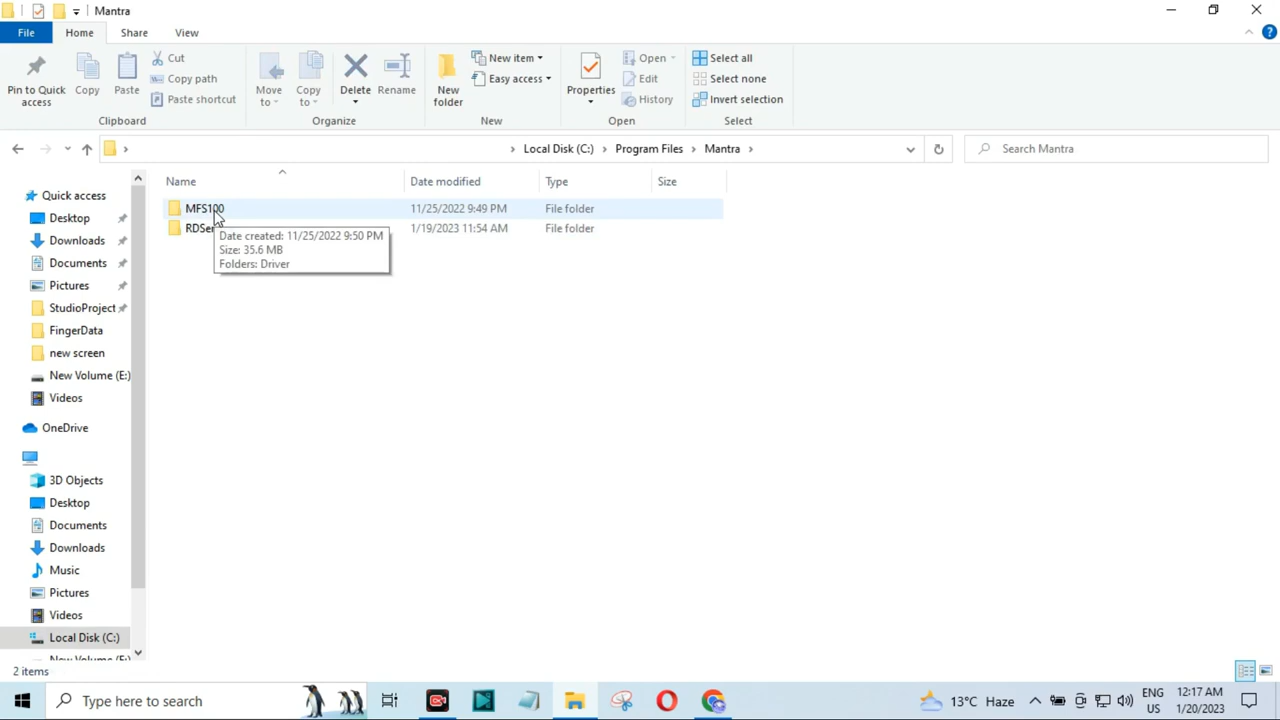 Mantra
File Home Share View
Pin to Quick access
Copy
Paste
Cut
Copy path
Paste shortcut
Clipboard
Move to
Copy to
Delete
Rename
Organize
New folder
New item
Easy access
New
Properties
Open
Edit
History
Open
Select all
Select none
Invert selection
Select
Local Disk (C:) Program Files Mantra
Search Mantra
Name Date modified Type Size
MFS100 11/25/2022 9:49 PM File folder
RDSer 1/19/2023 11:54 AM File folder
Date created: 11/25/2022 9:50 PM
Size: 35.6 MB
Folders: Driver
Quick access
Desktop
Downloads
Documents
Pictures
StudioProject
FingerData
new screen
New Volume (E:)
Videos
OneDrive
3D Objects
Desktop
Documents
Downloads
Music
Pictures
Videos
Local Disk (C:)
2 items
Type here to search
13°C Haze
ENG
US
12:17 AM
1/20/2023